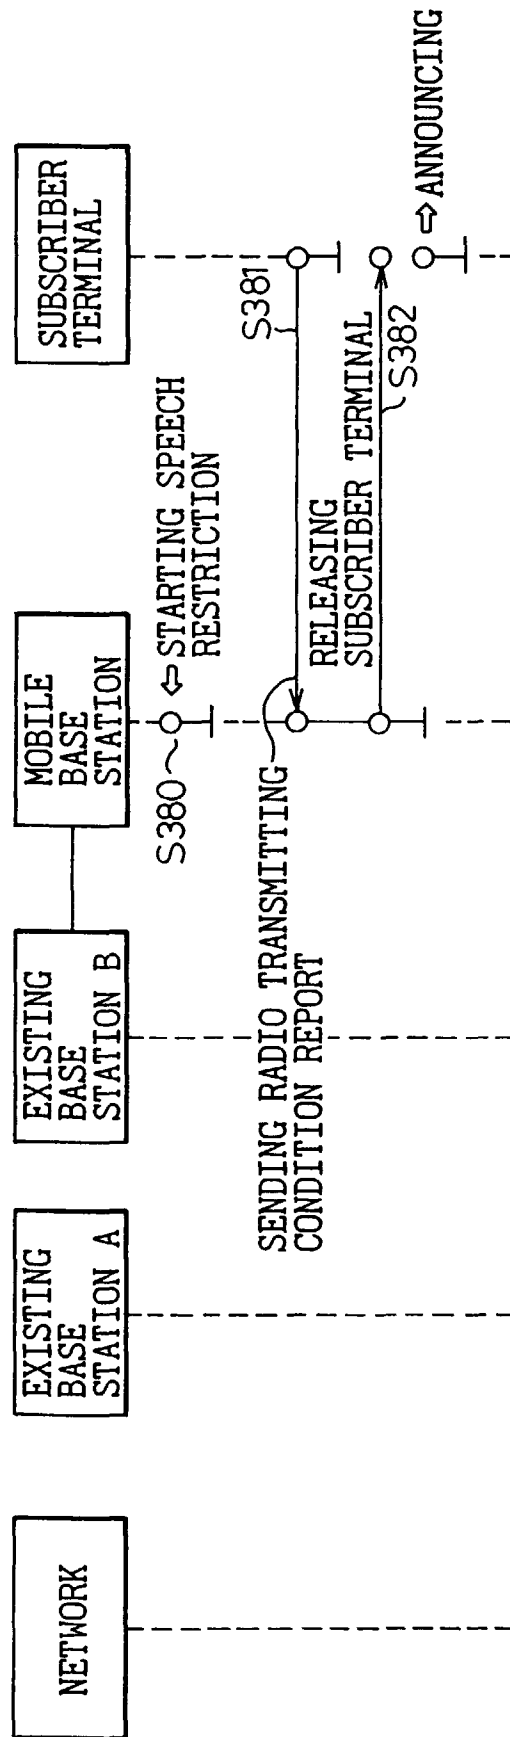 NETWORK
EXISTING
BASE
STATION A
EXISTING
BASE
STATION B
MOBILE
BASE
STATION
SUBSCRIBER
TERMINAL
S380
STARTING SPEECH
RESTRICTION
SENDING RADIO TRANSMITTING
CONDITION REPORT
S381
RELEASING
SUBSCRIBER TERMINAL
S382
ANNOUNCING